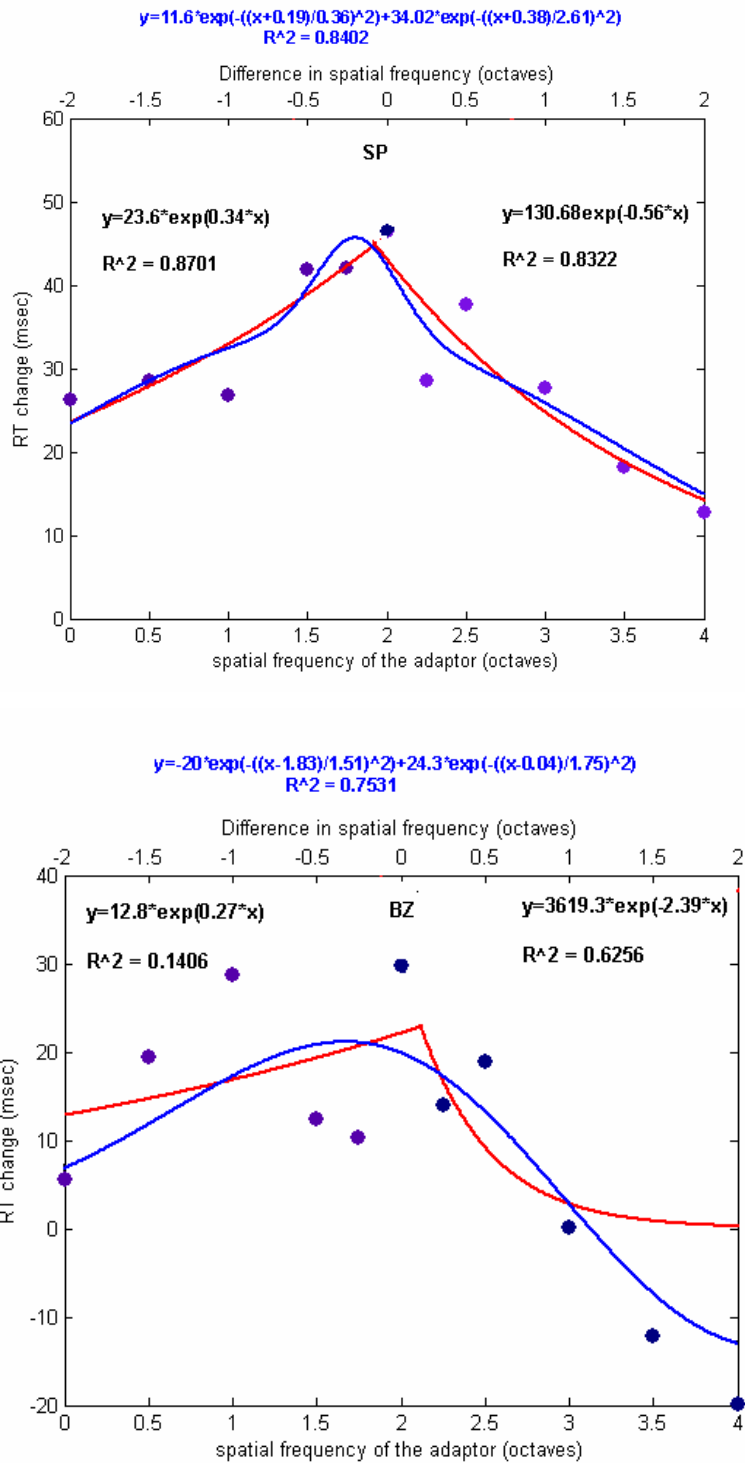 y=11.6*exp(-((x+0.19)/0.36)^2)+34.02*exp(-((x+0.38)/2.61)^2)
R^2 = 0.8402
Difference in spatial frequency (octaves)
-2 -1.5 -1 -0.5 0 0.5 1 1.5 2
60
SP
50
y=23.6*exp(0.34*x) y=130.68exp(-0.56*x)
R^2 = 0.8701 R^2 = 0.8322
40
30
RT change (msec)
20
10
0
0 0.5 1 1.5 2 2.5 3 3.5 4
spatial frequency of the adaptor (octaves)
y=-20*exp(-((x-1.83)/1.51)^2)+24.3*exp(-((x-0.04)/1.75)^2)
R^2 = 0.7531
Difference in spatial frequency (octaves)
-2 -1.5 -1 -0.5 0 0.5 1 1.5 2
40
y=12.8*exp(0.27*x) BZ y=3619.3*exp(-2.39*x)
R^2 = 0.1406 R^2 = 0.6256
30
20
10
RT change (msec)
0
-10
-20
0 0.5 1 1.5 2 2.5 3 3.5 4
spatial frequency of the adaptor (octaves)